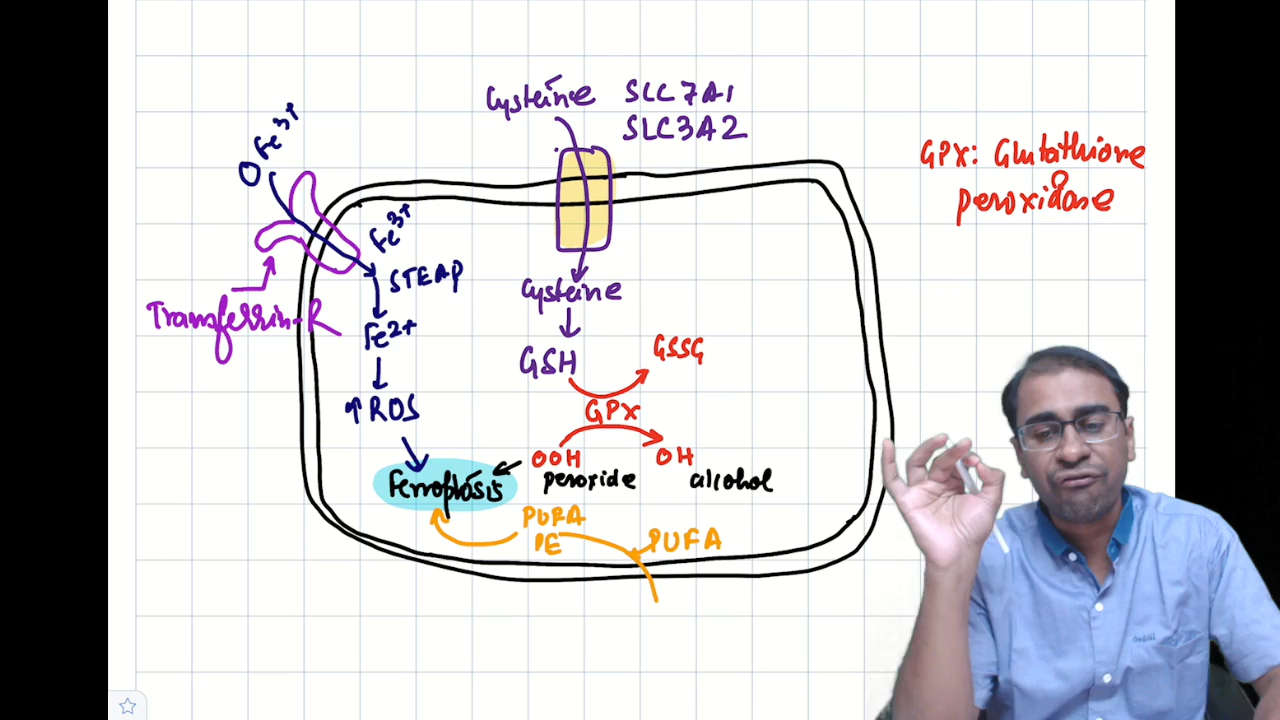 Cysteine SLC7A1
SLC3A2
Fe3+
GPX: Glutathione
peroxidase
Fe3+
STEAP
Transferrin-R
Cysteine
Fe2+
GSH
GSSG
↑ROS
GPX
OOH
OH
Ferroptosis
peroxide
alcohol
PUFA
PE
PUFA